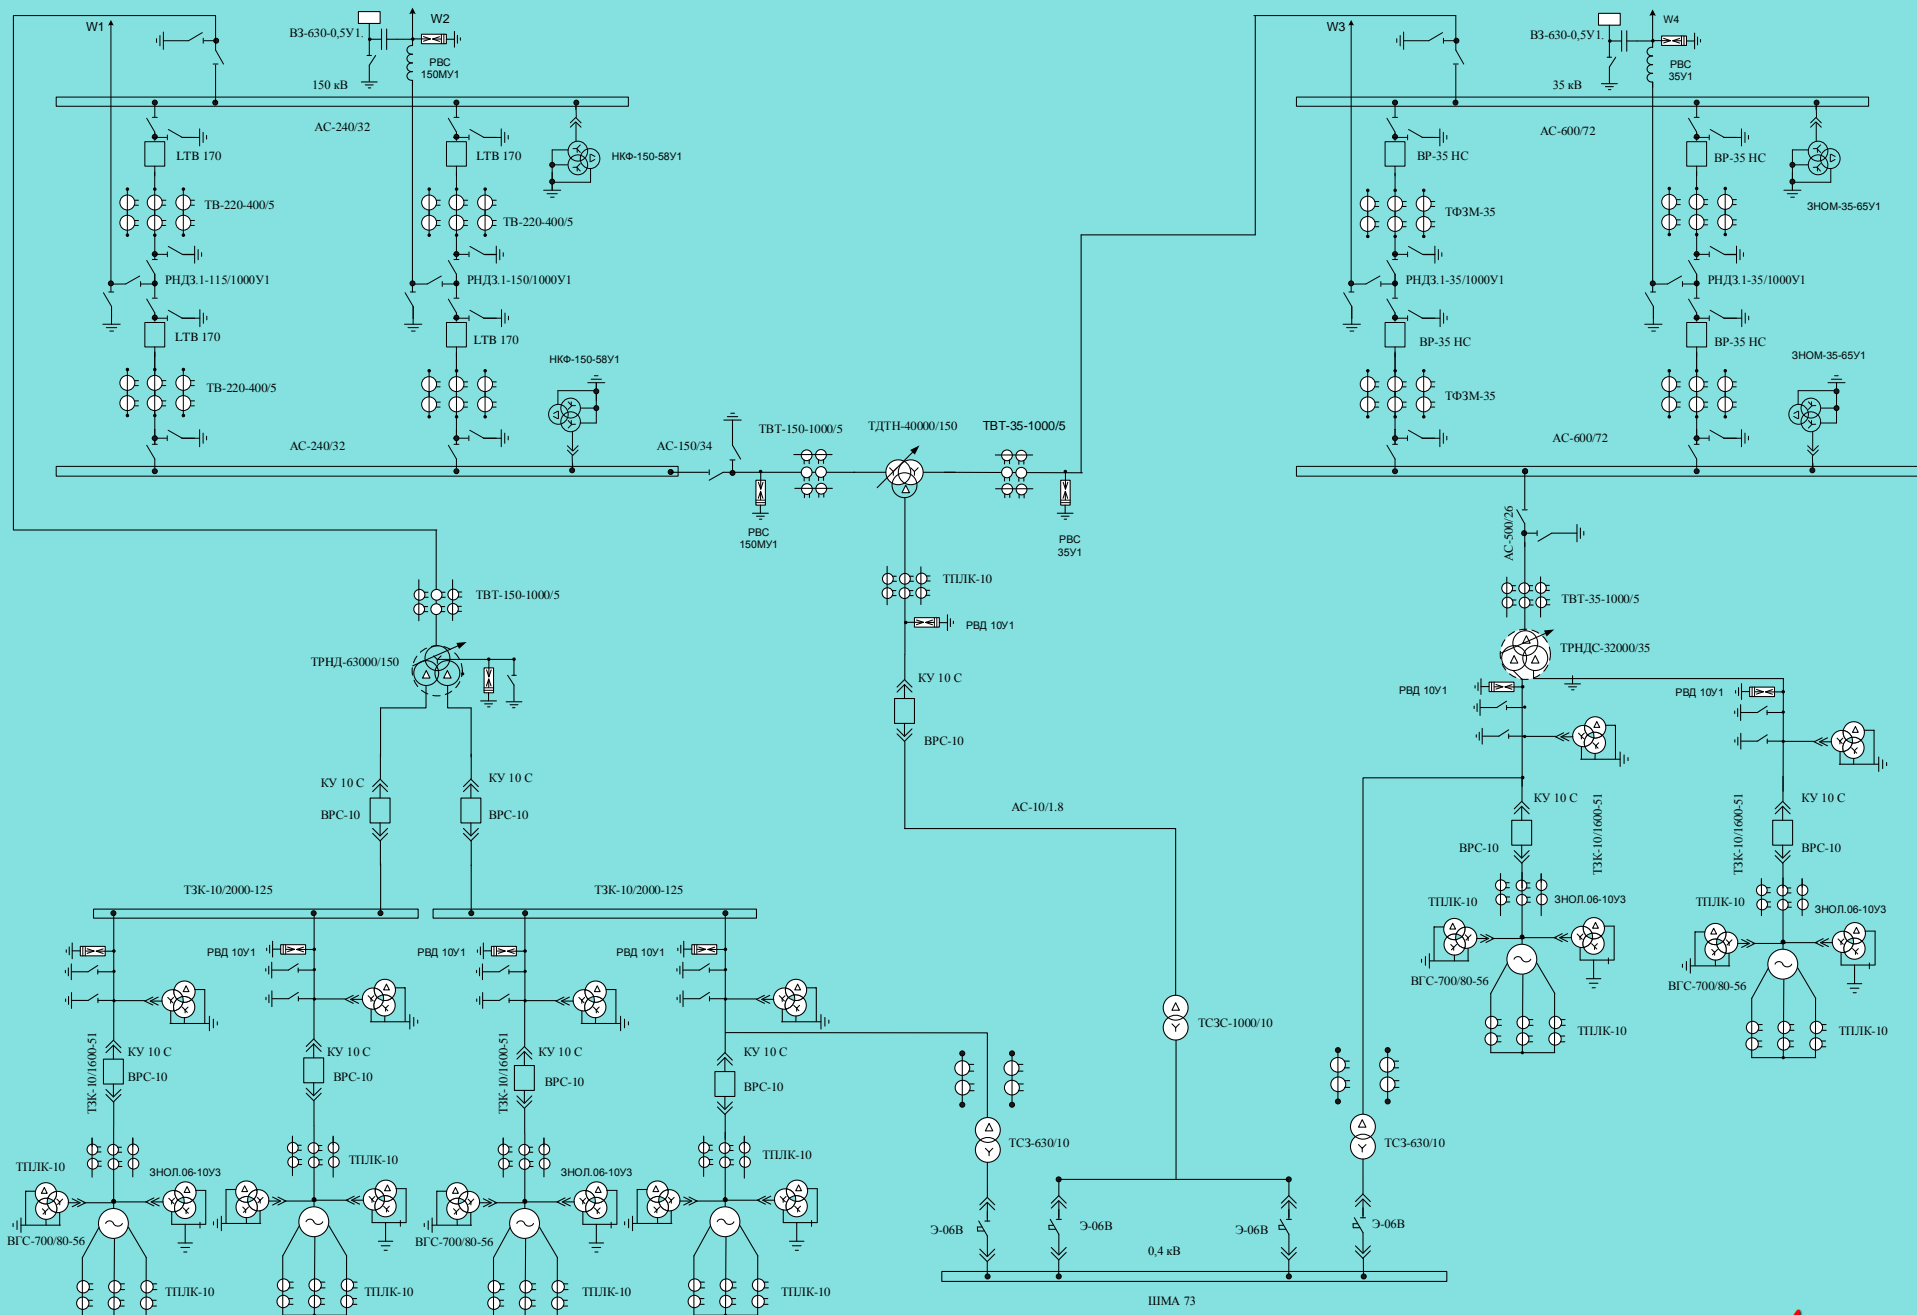 W1
W2
ВЗ-630-0,5У1.
РВС
150МУ1
150 кВ
АС-240/32
LTB 170
LTB 170
НКФ-150-58У1
ТВ-220-400/5
ТВ-220-400/5
РНДЗ.1-115/1000У1
РНДЗ.1-150/1000У1
LTB 170
LTB 170
НКФ-150-58У1
ТВ-220-400/5
АС-240/32
АС-150/34
ТВТ-150-1000/5
ТДТН-40000/150
ТВТ-35-1000/5
РВС
150МУ1
РВС
35У1
W3
W4
ВЗ-630-0,5У1.
РВС
35У1
35 кВ
АС-600/72
ВР-35 НС
ВР-35 НС
ТФЗМ-35
ЗНОМ-35-65У1
РНДЗ.1-35/1000У1
РНДЗ.1-35/1000У1
ВР-35 НС
ВР-35 НС
ЗНОМ-35-65У1
ТФЗМ-35
АС-600/72
АС-500/26
ТВТ-35-1000/5
ТРНДС-32000/35
РВД 10У1
РВД 10У1
КУ 10 С
КУ 10 С
ТЗК-10/1600-51
ТЗК-10/1600-51
ВРС-10
ВРС-10
ТПЛК-10
ЗНОЛ.06-10У3
ТПЛК-10
ЗНОЛ.06-10У3
ВГС-700/80-56
ВГС-700/80-56
ТПЛК-10
ТПЛК-10
ТПЛК-10
РВД 10У1
КУ 10 С
ВРС-10
АС-10/1.8
ТСЗС-1000/10
ТВТ-150-1000/5
ТРНД-63000/150
КУ 10 С
КУ 10 С
ВРС-10
ВРС-10
ТЗК-10/2000-125
ТЗК-10/2000-125
РВД 10У1
РВД 10У1
РВД 10У1
ТЗК-10/1600-51
КУ 10 С
КУ 10 С
ТЗК-10/1600-51
КУ 10 С
КУ 10 С
ВРС-10
ВРС-10
ВРС-10
ВРС-10
ТПЛК-10
ЗНОЛ.06-10У3
ТПЛК-10
ЗНОЛ.06-10У3
ТПЛК-10
ВГС-700/80-56
ВГС-700/80-56
ТПЛК-10
ТПЛК-10
ТПЛК-10
ТПЛК-10
ТСЗ-630/10
ТСЗ-630/10
Э-06В
Э-06В
Э-06В
Э-06В
0,4 кВ
ШМА 73